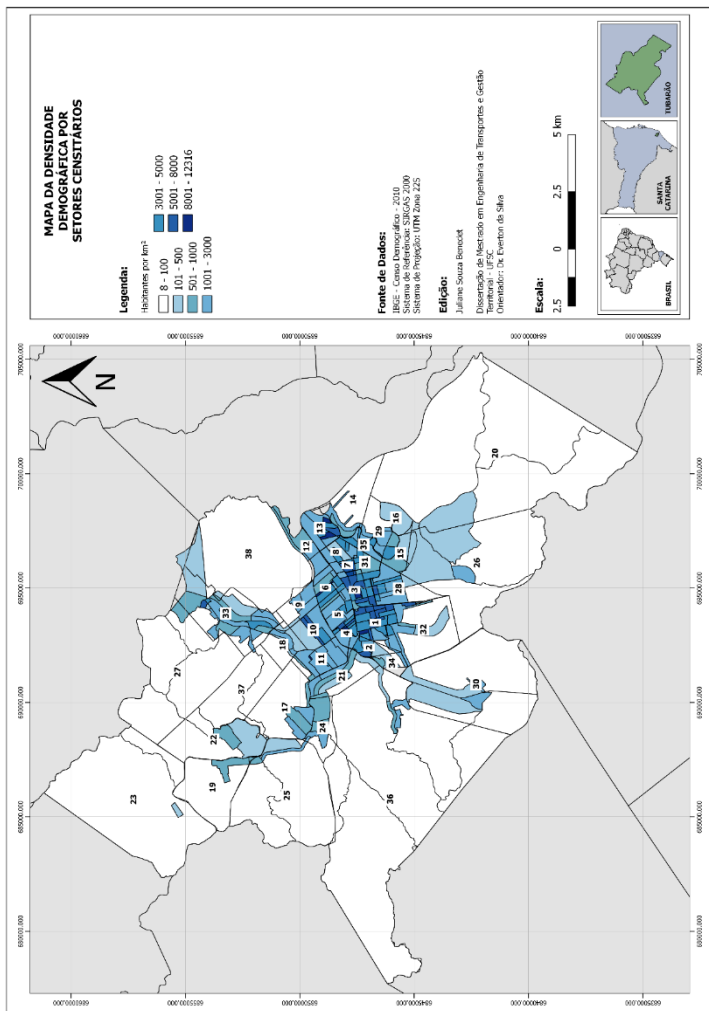 MAPA DA DENSIDADE
DEMOGRÁFICA POR
SETORES CENSITÁRIOS
Legenda:
Habitantes por km²
8 - 100
101 - 500
501 - 1000
1001 - 3000
3001 - 5000
5001 - 8000
8001 - 12316
Fonte de Dados:
IBGE - Censo Demográfico - 2010
Sistema de Referência: SIRGAS 2000
Sistema de Projeção: UTM Zona 22S
Edição:
Juliane Souza Benedet
Dissertação de Mestrado em Engenharia de Transportes e Gestão
Territorial - UFSC
Orientador: Dr. Everton da Silva
Escala:
2.5 0 2.5 5 km
BRASIL
SANTA
CATARINA
TUBARÃO
N
680000.000 685000.000 690000.000 695000.000 700000.000 705000.000
23
27
38
33
22
37
19
18
12
9
17
13
14
10
6
8
11
25
7
35
5
29
16
24
21
3
31
4
15
1
28
2
34
36
32
26
20
30
680000.000 685000.000 690000.000 695000.000 700000.000 705000.000